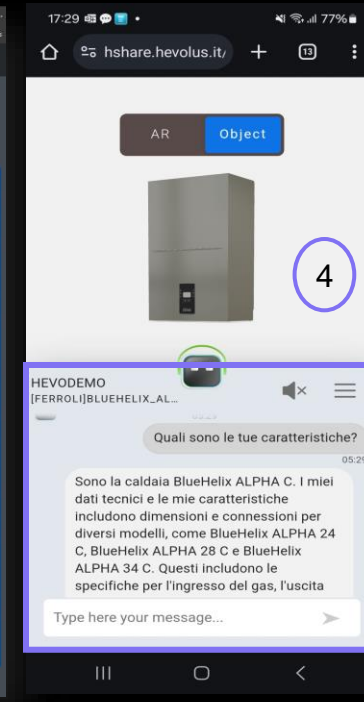 17:29
77%
hshare.hevolus.it/
13
AR
Object
4
HEVODEMO
[FERROLI]BLUEHELIX_AL...
Quali sono le tue caratteristiche?
05:29
Sono la caldaia BlueHelix ALPHA C. I miei
dati tecnici e le mie caratteristiche
includono dimensioni e connessioni per
diversi modelli, come BlueHelix ALPHA 24
C, BlueHelix ALPHA 28 C e BlueHelix
ALPHA 34 C. Questi includono le
specifiche per l'ingresso del gas, l'uscita
Type here your message...